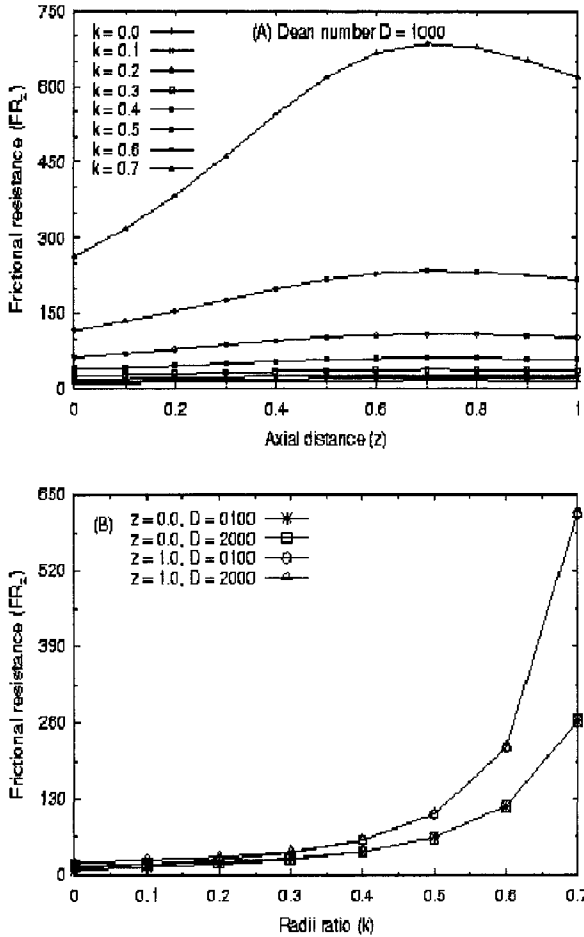 (A) Dean number D = 1000
k = 0.0
k = 0.1
k = 0.2
k = 0.3
k = 0.4
k = 0.5
k = 0.6
k = 0.7
Frictional resistance (FR_z)
750
600
450
300
150
0
0 0.2 0.4 0.6 0.8 1
Axial distance (z)
(B)
z = 0.0, D = 0100
z = 0.0, D = 2000
z = 1.0, D = 0100
z = 1.0, D = 2000
Frictional resistance (FR_z)
650
520
390
260
130
0
0 0.1 0.2 0.3 0.4 0.5 0.6 0.7
Radii ratio (k)